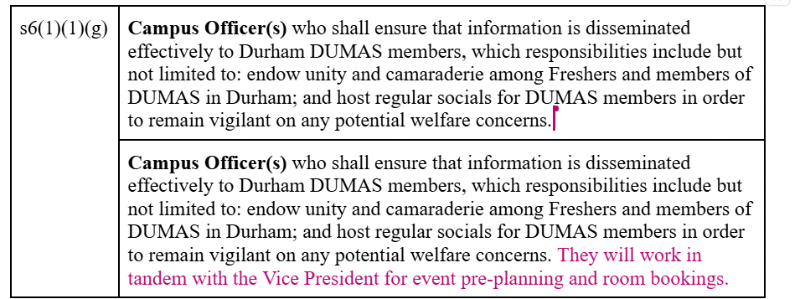 s6(1)(1)(g)
Campus Officer(s) who shall ensure that information is disseminated
effectively to Durham DUMAS members, which responsibilities include but
not limited to: endow unity and camaraderie among Freshers and members of
DUMAS in Durham; and host regular socials for DUMAS members in order
to remain vigilant on any potential welfare concerns.
Campus Officer(s) who shall ensure that information is disseminated
effectively to Durham DUMAS members, which responsibilities include but
not limited to: endow unity and camaraderie among Freshers and members of
DUMAS in Durham; and host regular socials for DUMAS members in order
to remain vigilant on any potential welfare concerns. They will work in
tandem with the Vice President for event pre-planning and room bookings.